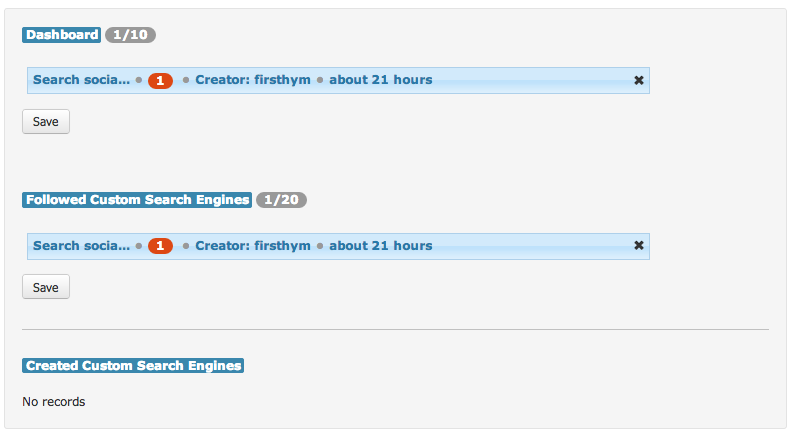 Dashboard 1/10
Search socia... • 1 • Creator: firsthym • about 21 hours ✖
Save
Followed Custom Search Engines 1/20
Search socia... • 1 • Creator: firsthym • about 21 hours ✖
Save
Created Custom Search Engines
No records